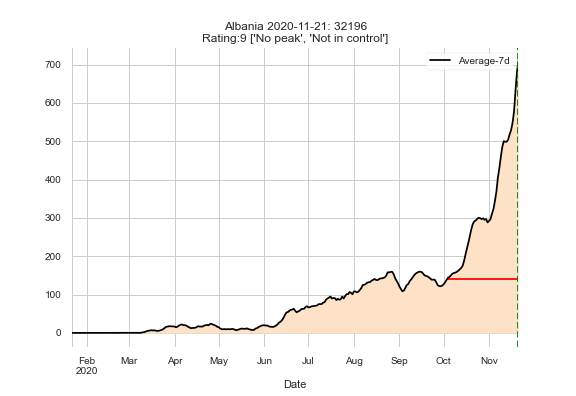 Albania 2020-11-21: 32196
Rating:9 ['No peak', 'Not in control']
Average-7d
700
600
500
400
300
200
100
0
Feb Mar Apr May Jun Jul Aug Sep Oct Nov
2020
Date